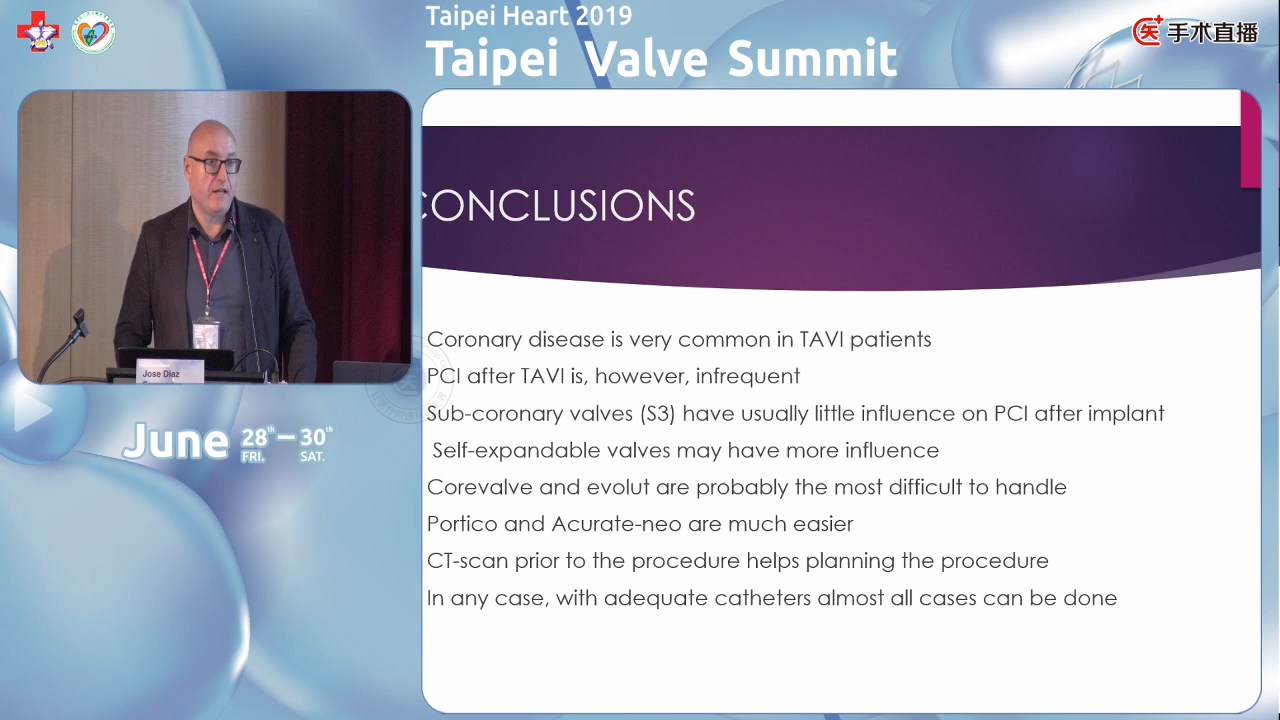 Taipei Heart 2019
Taipei Valve Summit
手术直播
CONCLUSIONS
Coronary disease is very common in TAVI patients
PCI after TAVI is, however, infrequent
Sub-coronary valves (S3) have usually little influence on PCI after implant
Self-expandable valves may have more influence
Corevalve and evolut are probably the most difficult to handle
Portico and Acurate-neo are much easier
CT-scan prior to the procedure helps planning the procedure
In any case, with adequate catheters almost all cases can be done
Jose Diaz
June 28th — 30th
FRI. SAT.